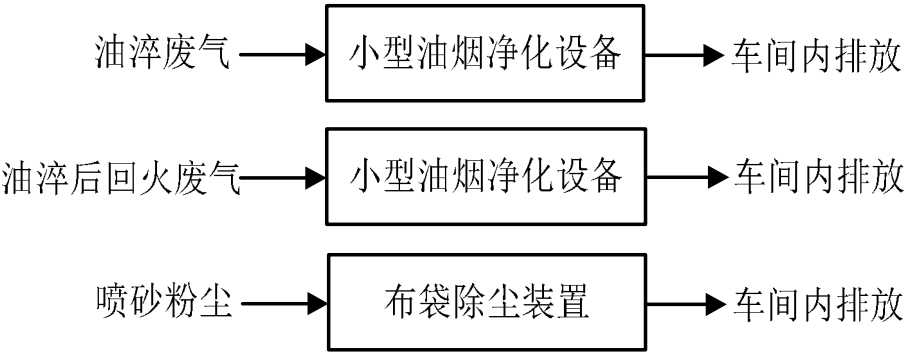 油淬废气 小型油烟净化设备 车间内排放
油淬后回火废气 小型油烟净化设备 车间内排放
喷砂粉尘 布袋除尘装置 车间内排放